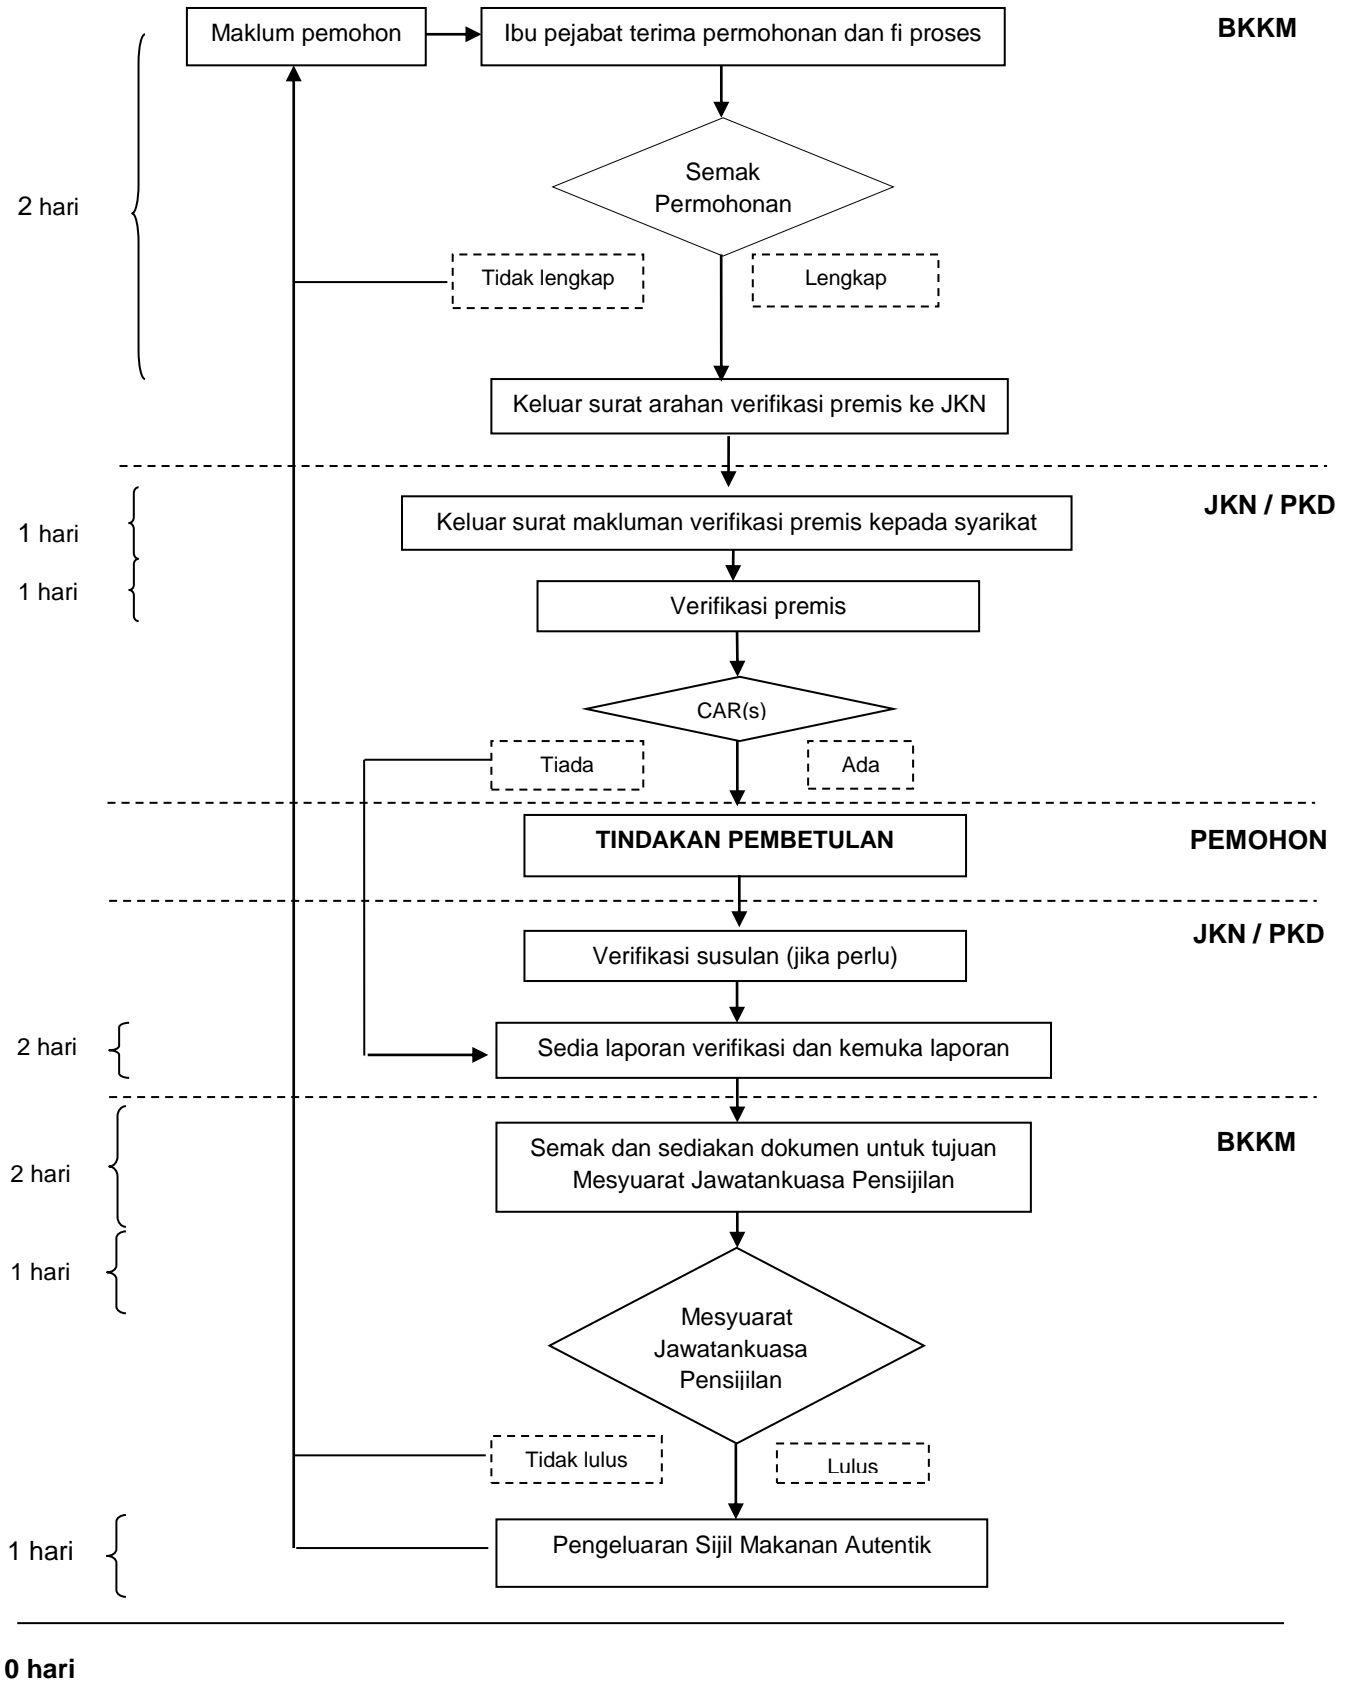 Maklum pemohon
Ibu pejabat terima permohonan dan fi proses
BKKM
Semak
Permohonan
2 hari
Tidak lengkap
Lengkap
Keluar surat arahan verifikasi premis ke JKN
JKN / PKD
Keluar surat makluman verifikasi premis kepada syarikat
1 hari
1 hari
Verifikasi premis
CAR(s)
Tiada
Ada
TINDAKAN PEMBETULAN
PEMOHON
JKN / PKD
Verifikasi susulan (jika perlu)
2 hari
Sedia laporan verifikasi dan kemuka laporan
BKKM
Semak dan sediakan dokumen untuk tujuan
Mesyuarat Jawatankuasa Pensijilan
2 hari
1 hari
Mesyuarat
Jawatankuasa
Pensijilan
Tidak lulus
Lulus
1 hari
Pengeluaran Sijil Makanan Autentik
0 hari